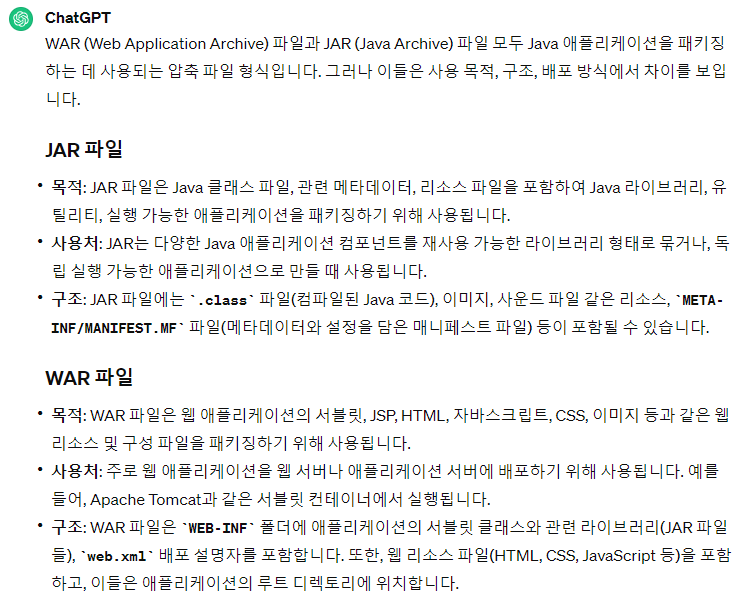 ChatGPT
WAR (Web Application Archive) 파일과 JAR (Java Archive) 파일 모두 Java 애플리케이션을 패키징
하는 데 사용되는 압축 파일 형식입니다. 그러나 이들은 사용 목적, 구조, 배포 방식에서 차이를 보입
니다.
JAR 파일
• 목적: JAR 파일은 Java 클래스 파일, 관련 메타데이터, 리소스 파일을 포함하여 Java 라이브러리, 유
틸리티, 실행 가능한 애플리케이션을 패키징하기 위해 사용됩니다.
• 사용처: JAR는 다양한 Java 애플리케이션 컴포넌트를 재사용 가능한 라이브러리 형태로 묶거나, 독
립 실행 가능한 애플리케이션으로 만들 때 사용됩니다.
• 구조: JAR 파일에는 `.class` 파일(컴파일된 Java 코드), 이미지, 사운드 파일 같은 리소스, `META-
INF/MANIFEST.MF` 파일(메타데이터와 설정을 담은 매니페스트 파일) 등이 포함될 수 있습니다.
WAR 파일
• 목적: WAR 파일은 웹 애플리케이션의 서블릿, JSP, HTML, 자바스크립트, CSS, 이미지 등과 같은 웹
리소스 및 구성 파일을 패키징하기 위해 사용됩니다.
• 사용처: 주로 웹 애플리케이션을 웹 서버나 애플리케이션 서버에 배포하기 위해 사용됩니다. 예를
들어, Apache Tomcat과 같은 서블릿 컨테이너에서 실행됩니다.
• 구조: WAR 파일은 `WEB-INF` 폴더에 애플리케이션의 서블릿 클래스와 관련 라이브러리(JAR 파일
들), `web.xml` 배포 설명자를 포함합니다. 또한, 웹 리소스 파일(HTML, CSS, JavaScript 등)을 포함
하고, 이들은 애플리케이션의 루트 디렉토리에 위치합니다.